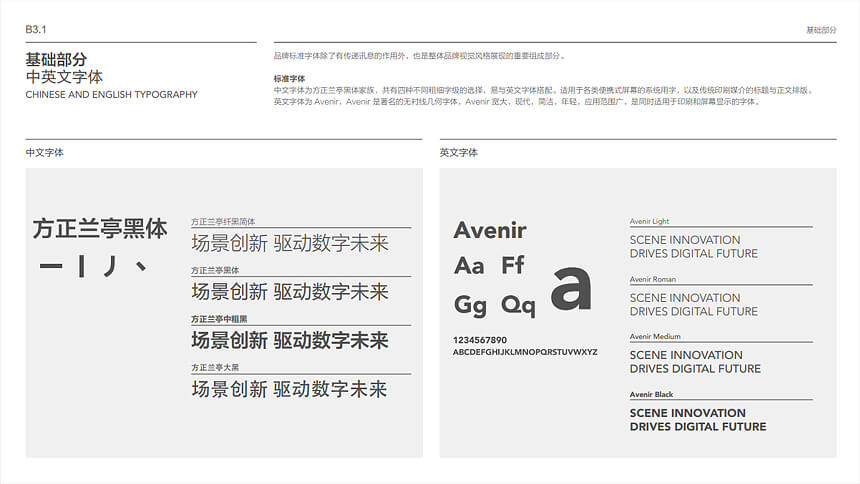 B3.1
基础部分
基础部分
中英文字体
CHINESE AND ENGLISH TYPOGRAPHY
品牌标准字体除了有传递讯息的作用外，也是整体品牌视觉风格展现的重要组成部分。
标准字体
中文字体为方正兰亭黑体家族，共有四种不同粗细字级的选择，易与英文字体搭配。适用于各类便携式屏幕的系统用字，以及传统印刷媒介的标题与正文排版。
英文字体为 Avenir，Avenir 是著名的无衬线几何字体，Avenir 宽大，现代，简洁，年轻，应用范围广，是同时适用于印刷和屏幕显示的字体。
中文字体
方正兰亭黑体
一丨丿丶
方正兰亭纤黑简体
场景创新 驱动数字未来
方正兰亭黑体
场景创新 驱动数字未来
方正兰亭中粗黑
场景创新 驱动数字未来
方正兰亭大黑
场景创新 驱动数字未来
英文字体
Avenir
Aa Ff
Gg Qq
a
1234567890
ABCDEFGHIJKLMNOPQRSTUVWXYZ
Avenir Light
SCENE INNOVATION
DRIVES DIGITAL FUTURE
Avenir Roman
SCENE INNOVATION
DRIVES DIGITAL FUTURE
Avenir Medium
SCENE INNOVATION
DRIVES DIGITAL FUTURE
Avenir Black
SCENE INNOVATION
DRIVES DIGITAL FUTURE